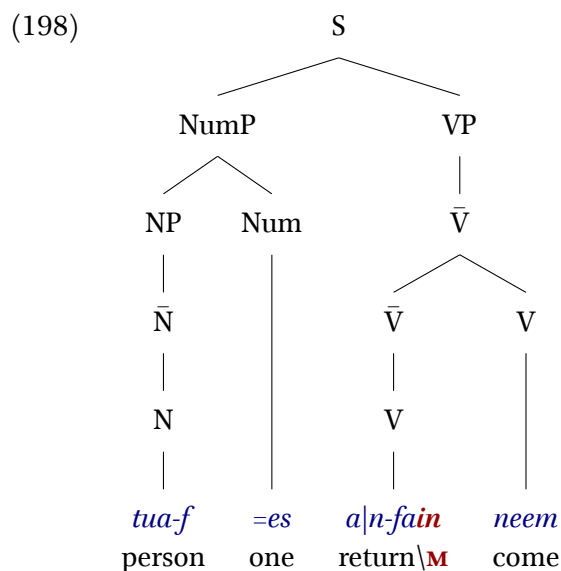 (198) S
NumP VP
NP Num V̄
N̄ V̄ V
N V
tua-f =es a|n-fain neem
person one return\ᴍ come